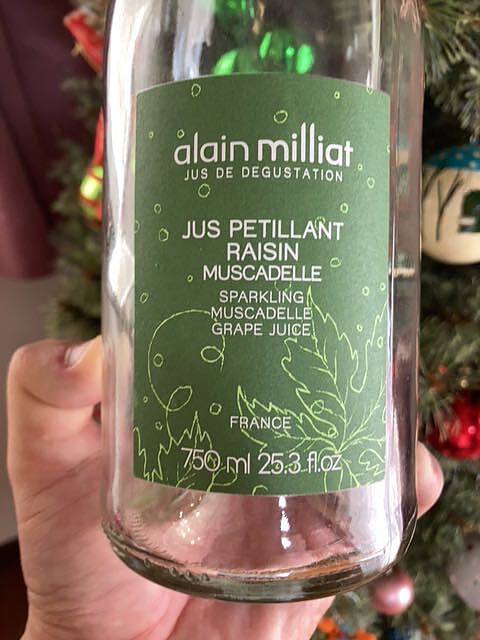 alain milliat
JUS DE DEGUSTATION
JUS PETILLANT
RAISIN
MUSCADELLE
SPARKLING
MUSCADELLE
GRAPE JUICE
FRANCE
750 ml 25.3 fl.oz